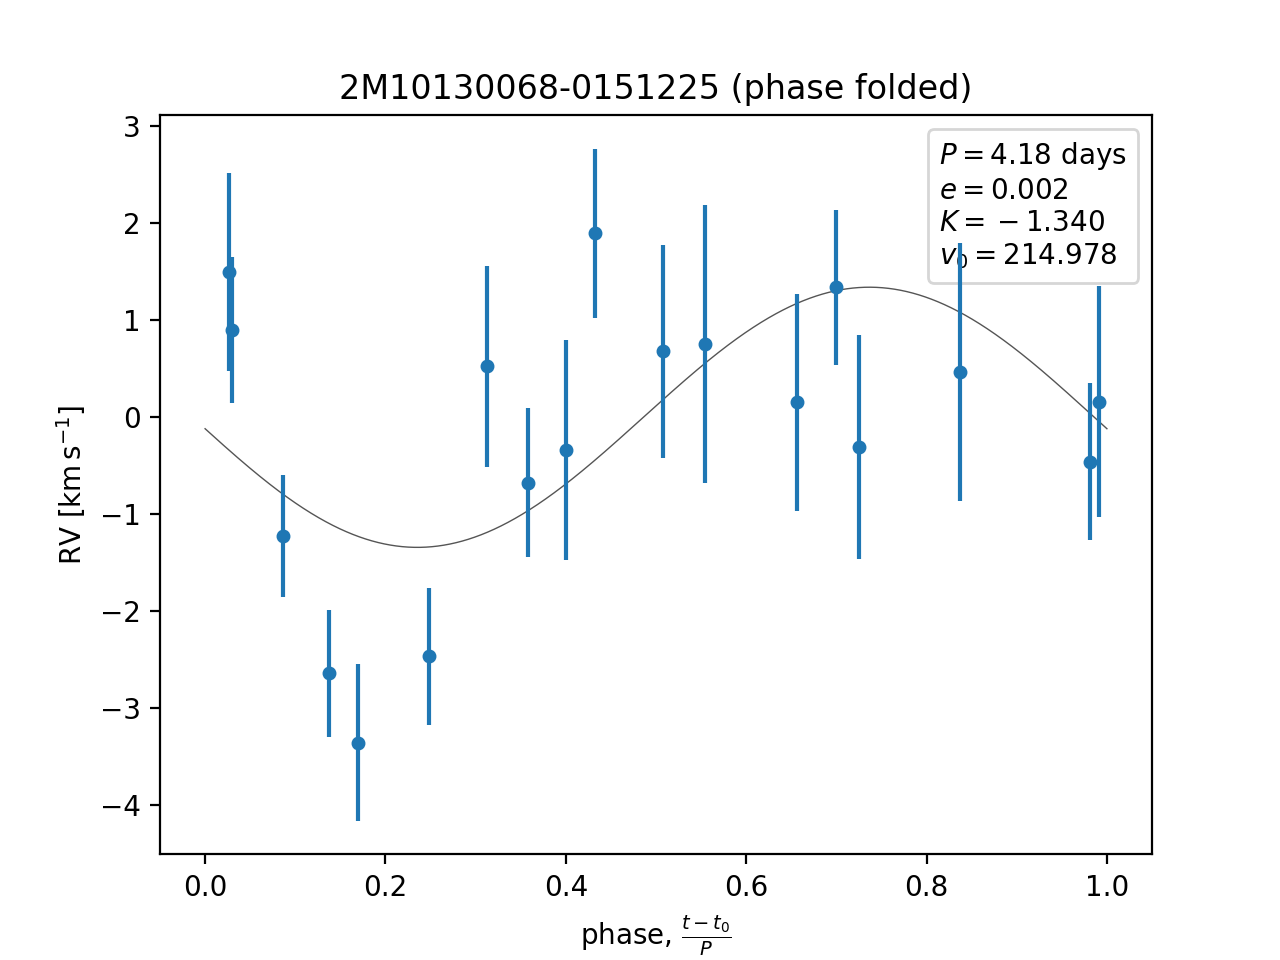 2M10130068-0151225 (phase folded)
P = 4.18 days
e = 0.002
K = −1.340
v₀ = 214.978
RV [km s⁻¹]
3
2
1
0
−1
−2
−3
−4
0.0 0.2 0.4 0.6 0.8 1.0
phase, (t − t₀)/P